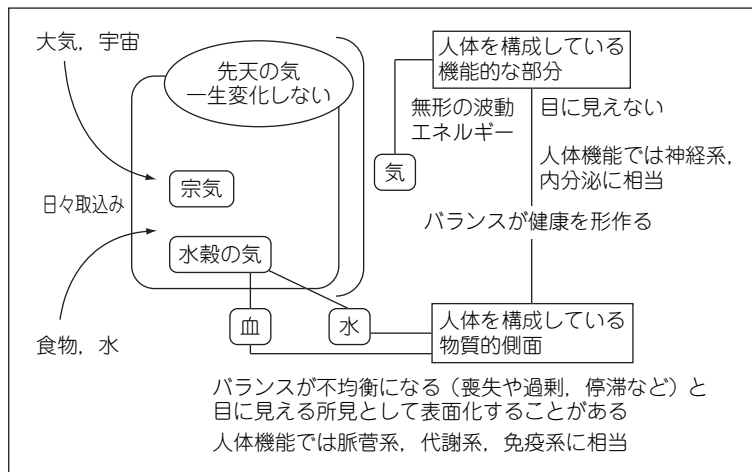 大気，宇宙
先天の気
一生変化しない
宗気
日々取込み
水穀の気
食物，水
血
水
気
人体を構成している
機能的な部分
無形の波動
エネルギー
目に見えない
人体機能では神経系，
内分泌に相当
バランスが健康を形作る
人体を構成している
物質的側面
バランスが不均衡になる（喪失や過剰，停滞など）と
目に見える所見として表面化することがある
人体機能では脈菅系，代謝系，免疫系に相当